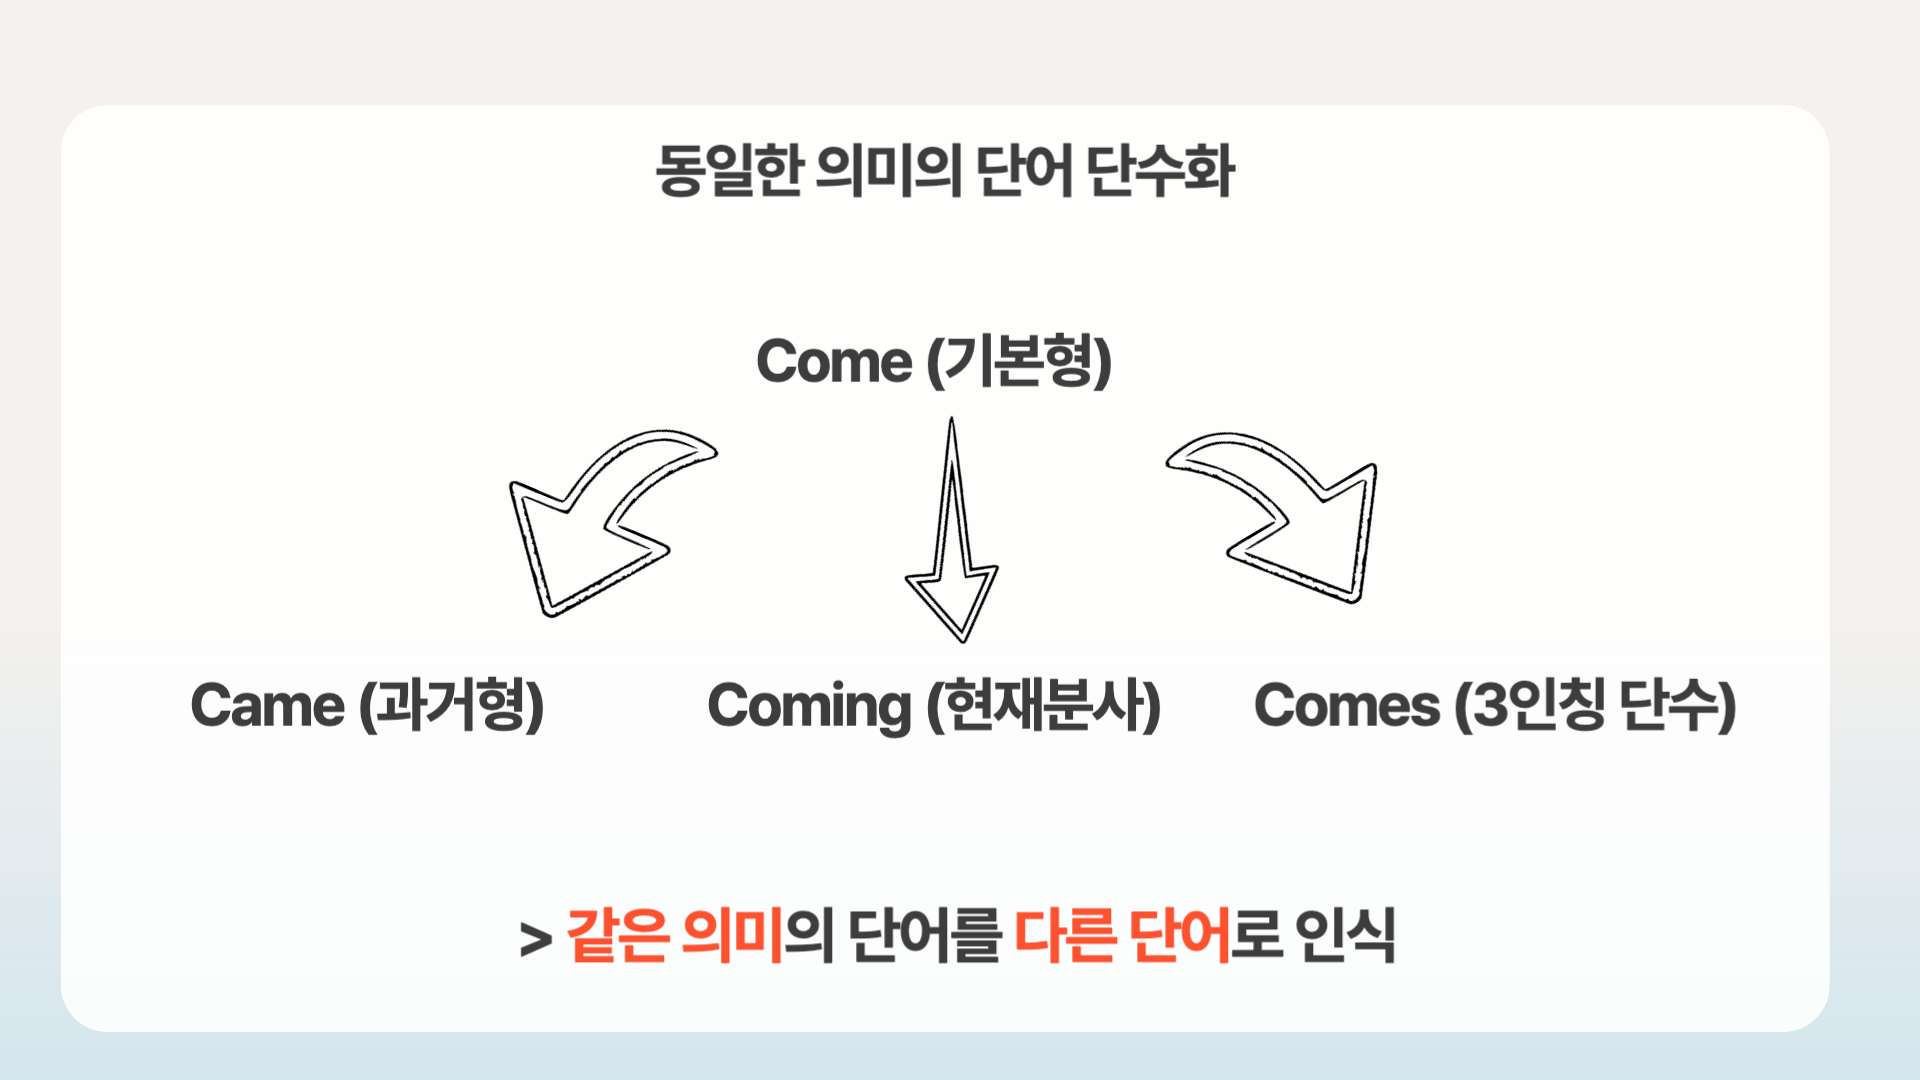 동일한 의미의 단어 단수화
Come (기본형)
Came (과거형)
Coming (현재분사)
Comes (3인칭 단수)
> 같은 의미의 단어를 다른 단어로 인식